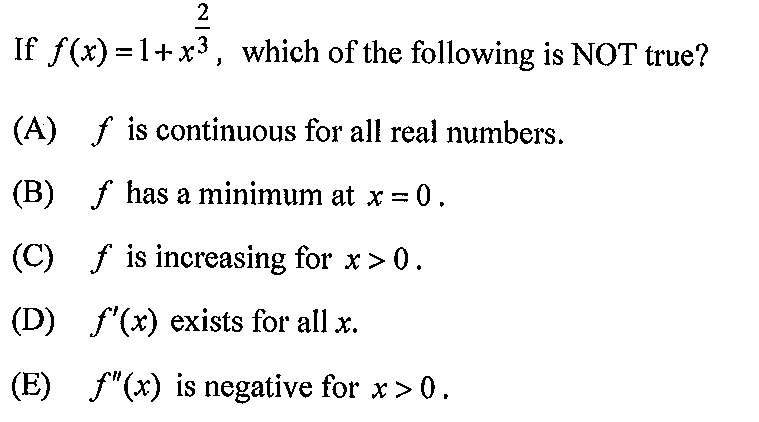 If f(x) = 1 + x^{2/3}, which of the following is NOT true?
(A) f is continuous for all real numbers.
(B) f has a minimum at x = 0.
(C) f is increasing for x > 0.
(D) f'(x) exists for all x.
(E) f"(x) is negative for x > 0.